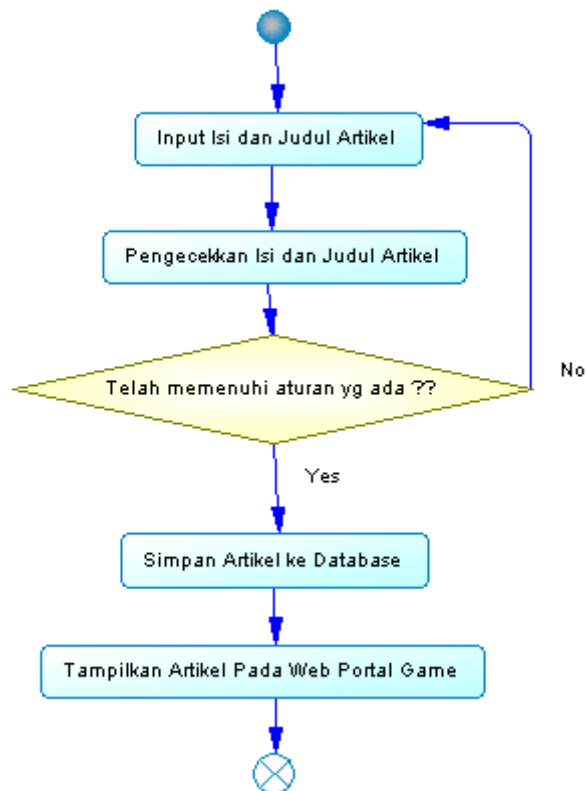 Input Isi dan Judul Artikel
Pengecekkan Isi dan Judul Artikel
Telah memenuhi aturan yg ada ??
No
Yes
Simpan Artikel ke Database
Tampilkan Artikel Pada Web Portal Game